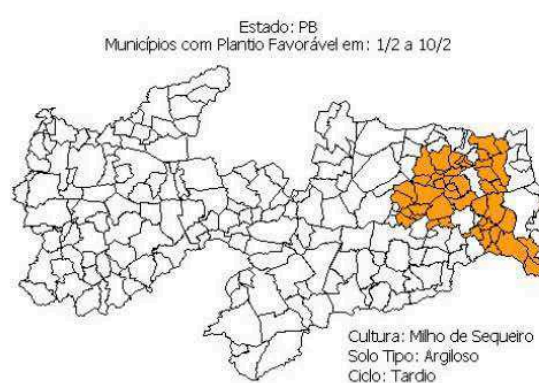 Estado: PB
Municípios com Plantio Favorável em: 1/2 a 10/2
Cultura: Milho de Sequeiro
Solo Tipo: Argiloso
Ciclo: Tardio